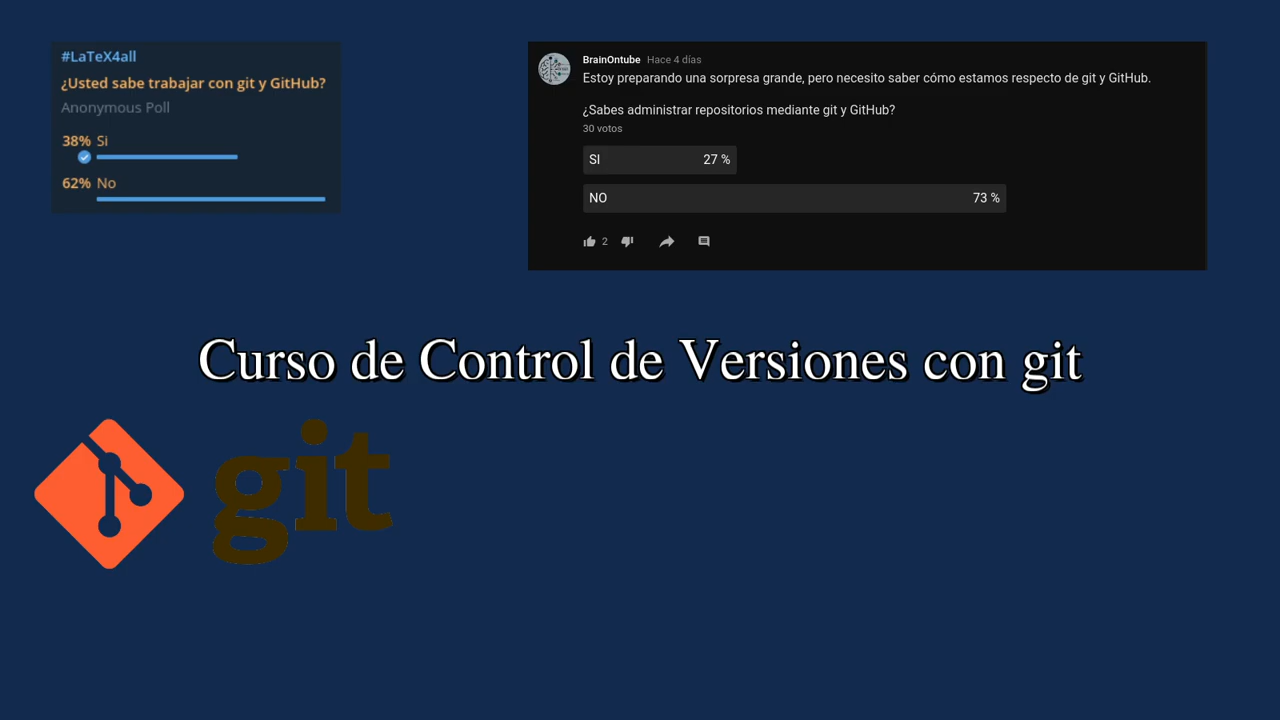 #LaTeX4all
¿Usted sabe trabajar con git y GitHub?
Anonymous Poll
38% Si
62% No
BrainOntube Hace 4 días
Estoy preparando una sorpresa grande, pero necesito saber cómo estamos respecto de git y GitHub.
¿Sabes administrar repositorios mediante git y GitHub?
30 votos
SI 27 %
NO 73 %
2
Curso de Control de Versiones con git
git